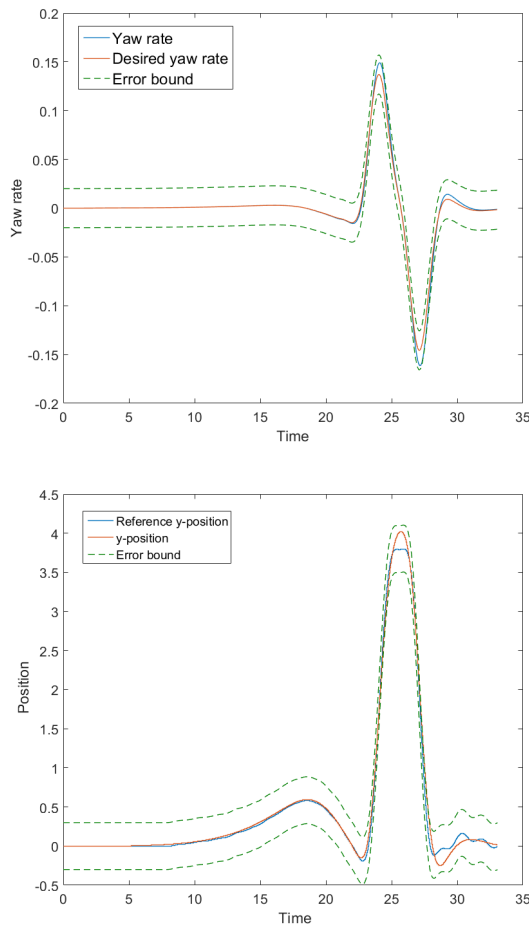 0.2
Yaw rate
Desired yaw rate
Error bound
0.15
0.1
0.05
0
-0.05
-0.1
-0.15
-0.2
Yaw rate
0 5 10 15 20 25 30 35
Time
4.5
Reference y-position
y-position
Error bound
4
3.5
3
2.5
2
1.5
1
0.5
0
-0.5
Position
0 5 10 15 20 25 30 35
Time